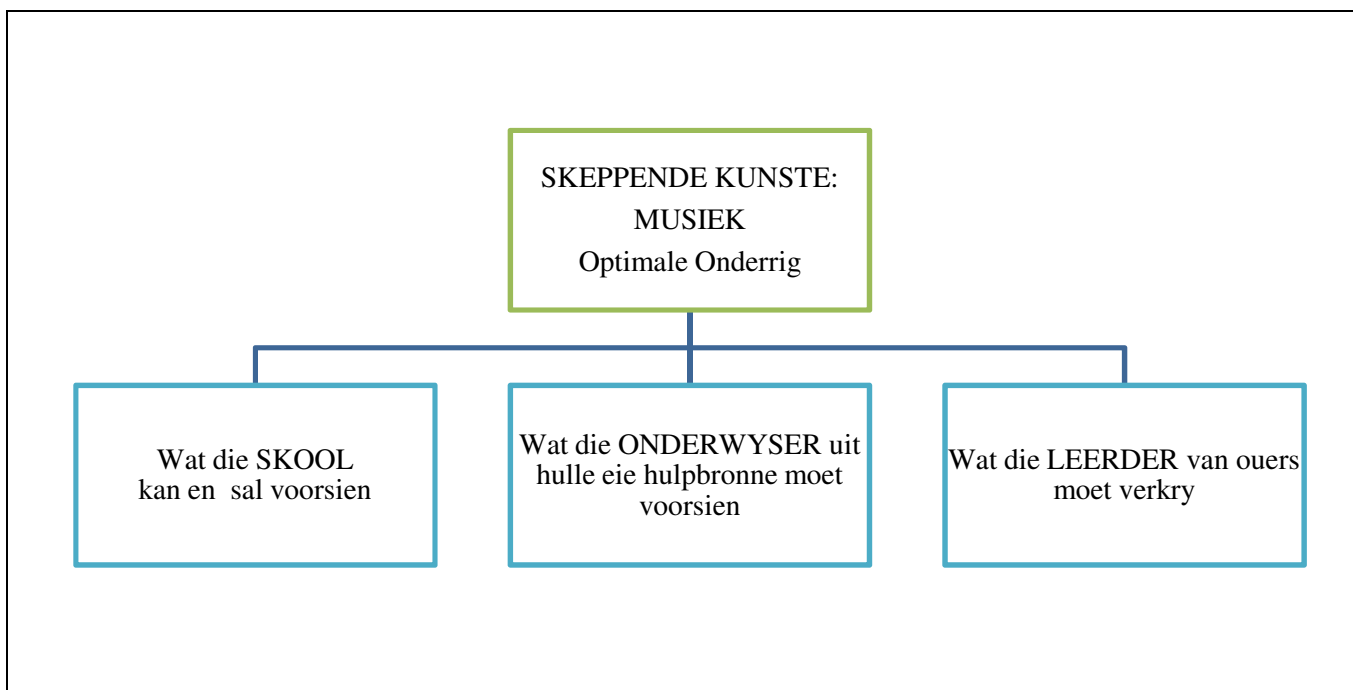 SKEPPENDE KUNSTE:
MUSIEK
Optimale Onderrig
Wat die SKOOL
kan en  sal voorsien
Wat die ONDERWYSER uit
hulle eie hulpbronne moet
voorsien
Wat die LEERDER van ouers
moet verkry